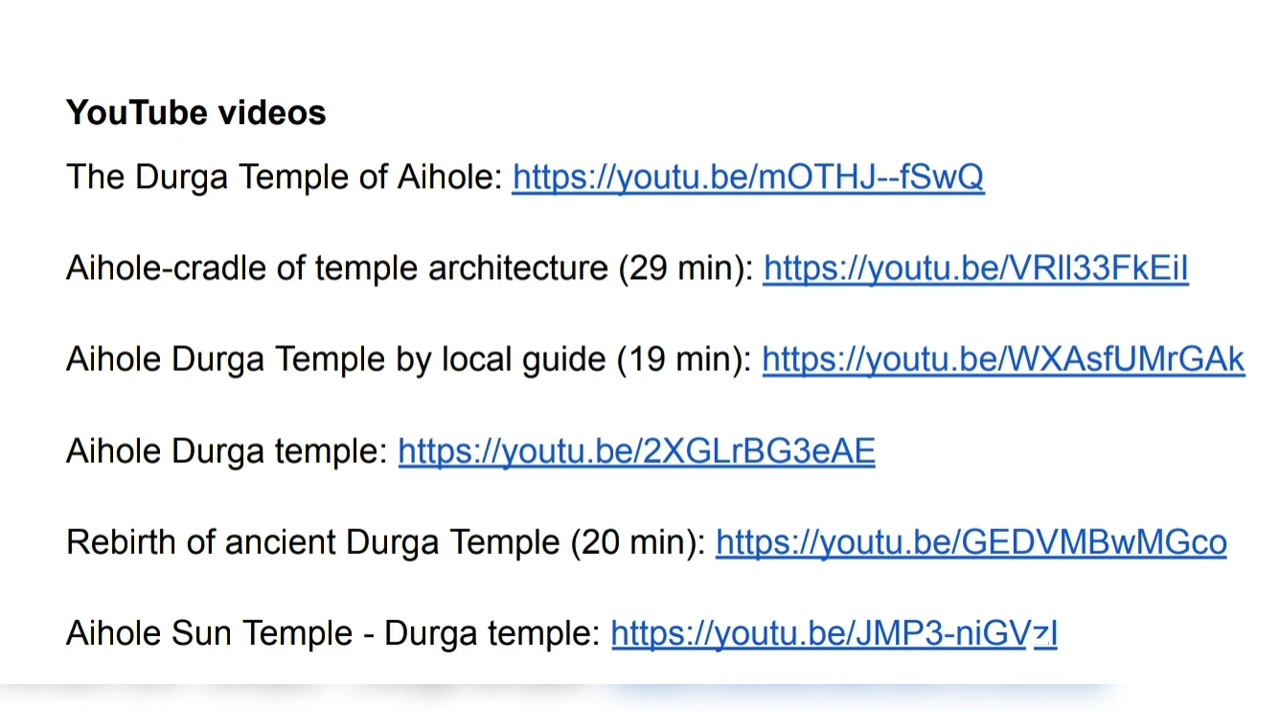 YouTube videos
The Durga Temple of Aihole: https://youtu.be/mOTHJ--fSwQ
Aihole-cradle of temple architecture (29 min): https://youtu.be/VRll33FkEiI
Aihole Durga Temple by local guide (19 min): https://youtu.be/WXAsfUMrGAk
Aihole Durga temple: https://youtu.be/2XGLrBG3eAE
Rebirth of ancient Durga Temple (20 min): https://youtu.be/GEDVMBwMGco
Aihole Sun Temple - Durga temple: